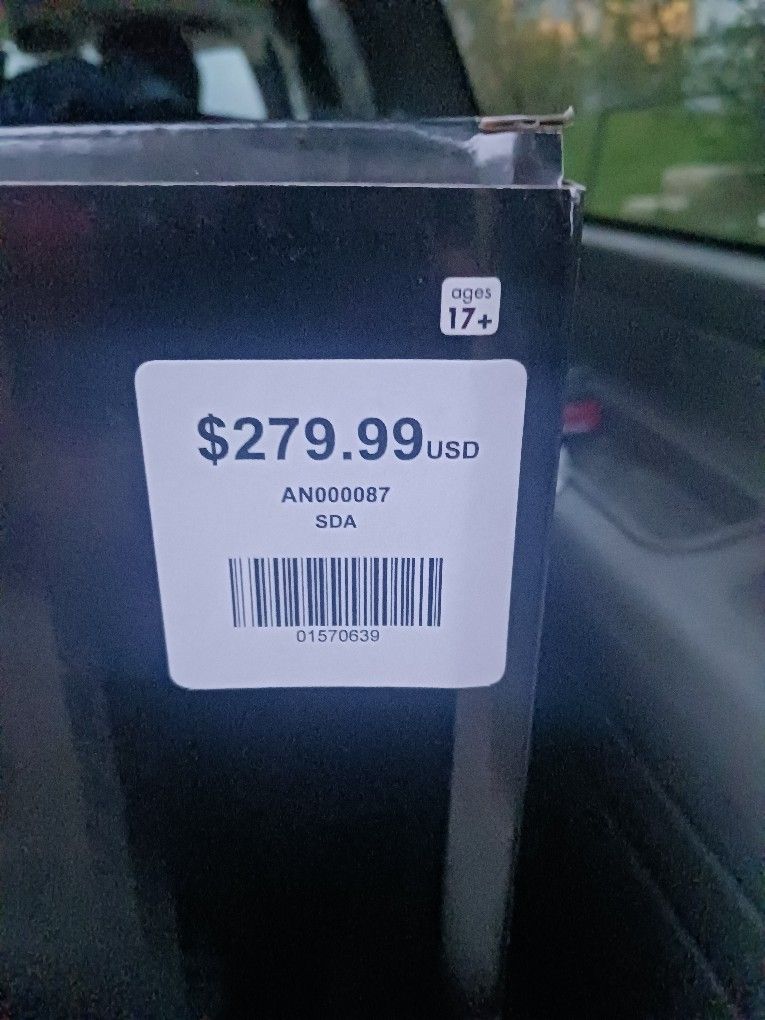 ages
17+
$279.99USD
AN000087
SDA
01570639